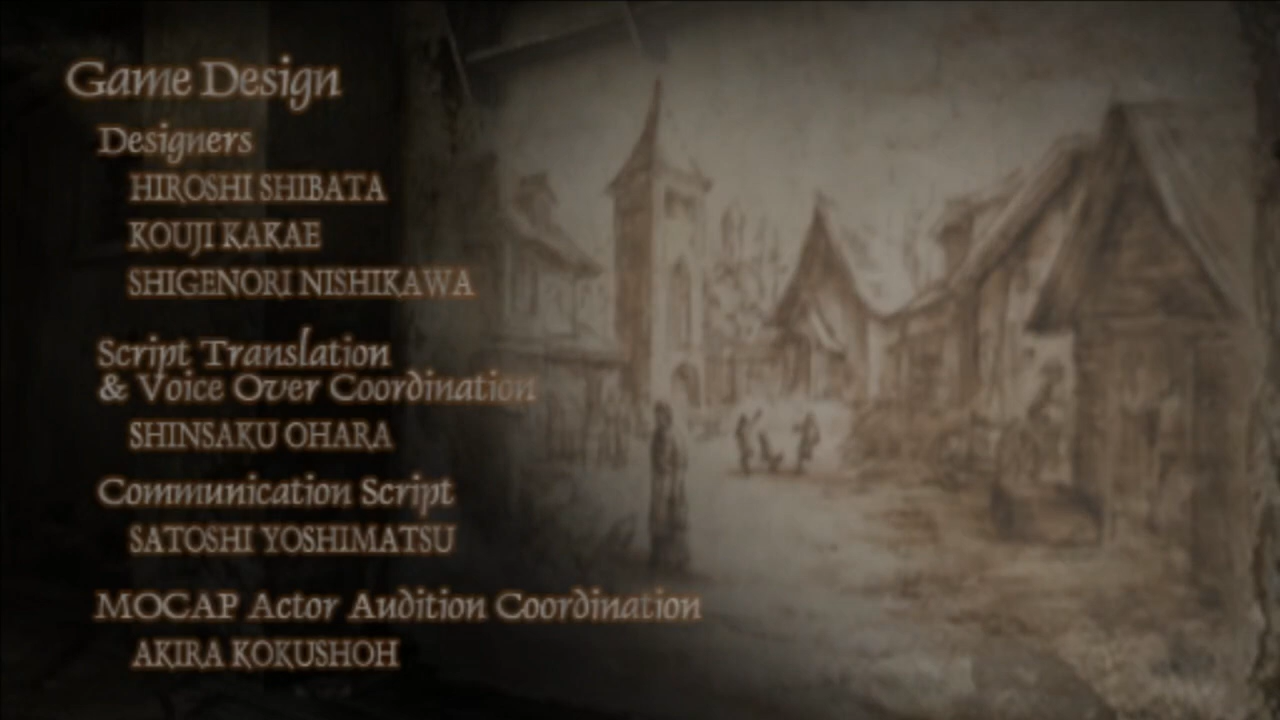 Game Design
Designers
HIROSHI SHIBATA
KOUJI KAKAE
SHIGENORI NISHIKAWA
Script Translation
& Voice Over Coordination
SHINSAKU OHARA
Communication Script
SATOSHI YOSHIMATSU
MOCAP Actor Audition Coordination
AKIRA KOKUSHOH